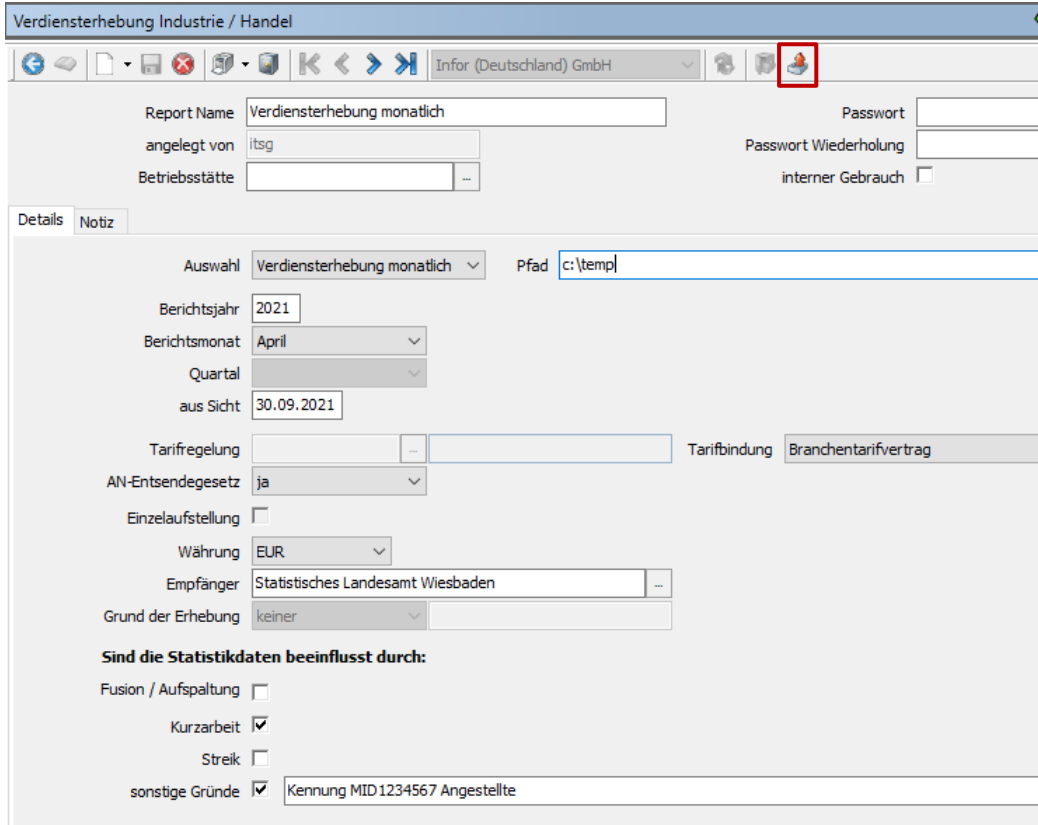 Verdiensterhebung Industrie / Handel
Infor (Deutschland) GmbH
Report Name Verdiensterhebung monatlich Passwort
angelegt von itsg Passwort Wiederholung
Betriebsstätte ... interner Gebrauch
Details Notiz
Auswahl Verdiensterhebung monatlich Pfad c:\temp
Berichtsjahr 2021
Berichtsmonat April
Quartal
aus Sicht 30.09.2021
Tarifregelung ... Tarifbindung Branchentarifvertrag
AN-Entsendegesetz ja
Einzelaufstellung
Währung EUR
Empfänger Statistisches Landesamt Wiesbaden ...
Grund der Erhebung keiner
Sind die Statistikdaten beeinflusst durch:
Fusion / Aufspaltung
Kurzarbeit
Streik
sonstige Gründe Kennung MID1234567 Angestellte